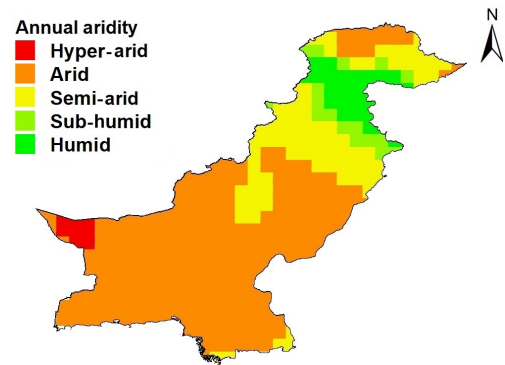 Annual aridity
Hyper-arid
Arid
Semi-arid
Sub-humid
Humid
N